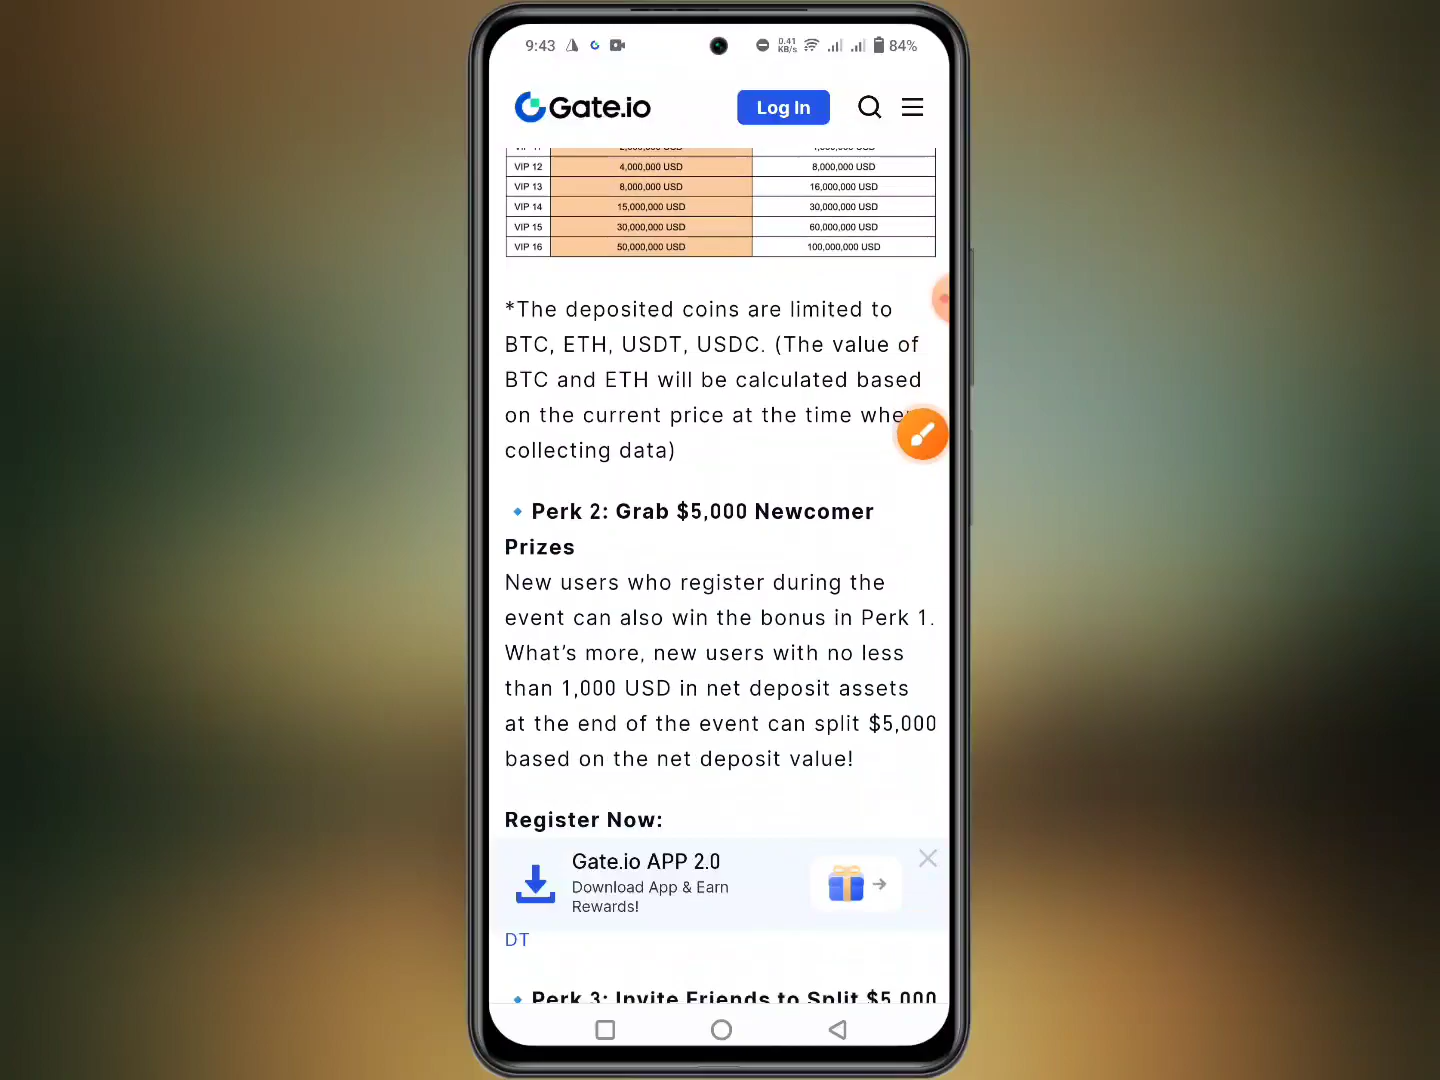 9:43 0.41 KB/s 84%
Gate.io Log In
VIP 12 4,000,000 USD 8,000,000 USD
VIP 13 8,000,000 USD 16,000,000 USD
VIP 14 15,000,000 USD 30,000,000 USD
VIP 15 30,000,000 USD 60,000,000 USD
VIP 16 50,000,000 USD 100,000,000 USD
*The deposited coins are limited to
BTC, ETH, USDT, USDC. (The value of
BTC and ETH will be calculated based
on the current price at the time whe
collecting data)
Perk 2: Grab $5,000 Newcomer
Prizes
New users who register during the
event can also win the bonus in Perk 1.
What's more, new users with no less
than 1,000 USD in net deposit assets
at the end of the event can split $5,000
based on the net deposit value!
Register Now:
Gate.io APP 2.0
Download App & Earn
Rewards!
DT
Perk 3: Invite Friends to Split $5,000